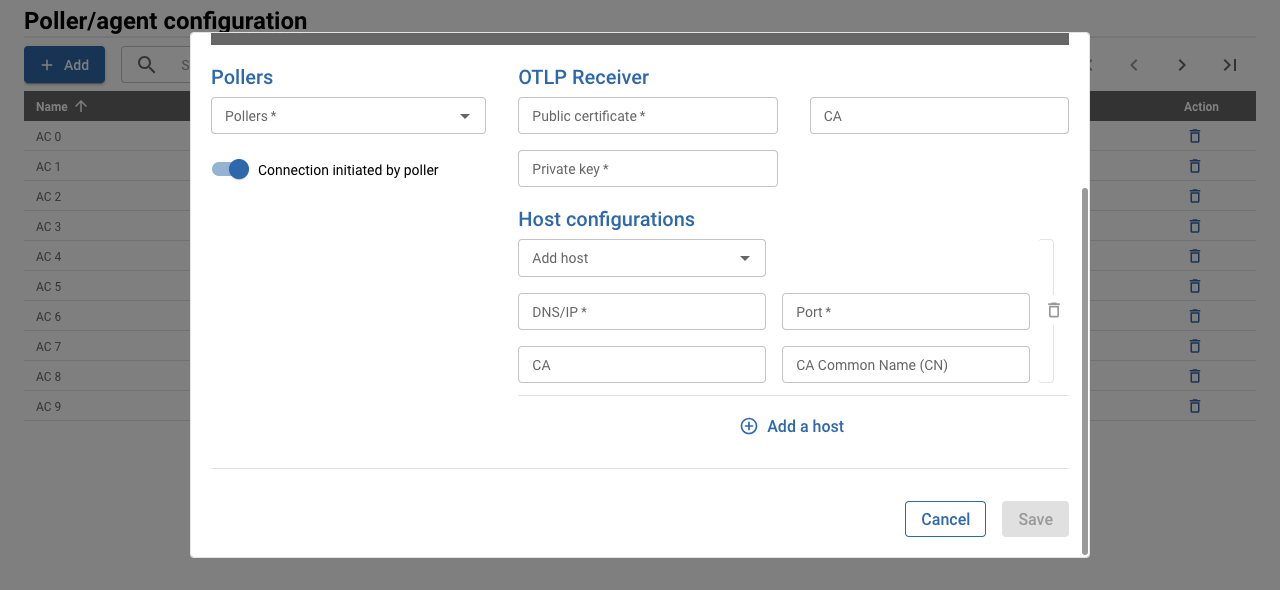 Poller/agent configuration
Add
S
Name
Action
AC 0
AC 1
AC 2
AC 3
AC 4
AC 5
AC 6
AC 7
AC 8
AC 9
Pollers
Pollers *
Connection initiated by poller
OTLP Receiver
Public certificate *
CA
Private key *
Host configurations
Add host
DNS/IP *
Port *
CA
CA Common Name (CN)
Add a host
Cancel
Save